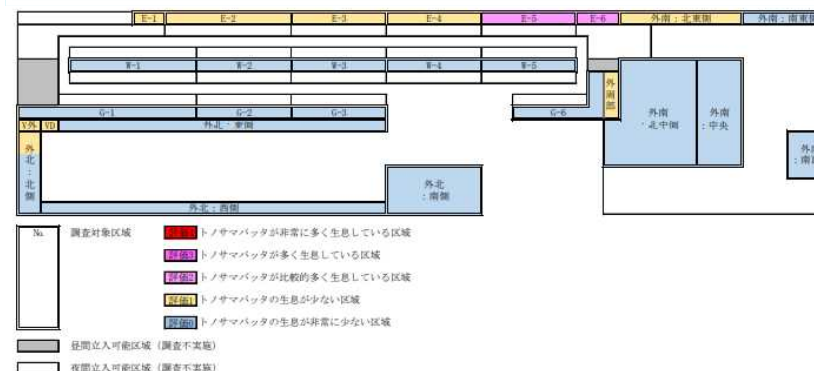 E-1 E-2 E-3 E-4 E-5 E-6 外南：北東側 外南：南東側
W-1 W-2 W-3 W-4 W-5
G-1 G-2 G-3 G-6 外南部 外南：北中側 外南：中央
V外 VD 外北：東側
外北：北側
外北：南側
外北：西側
No. 調査対象区域
トノサマバッタが非常に多く生息している区域
評価3 トノサマバッタが多く生息している区域
評価2 トノサマバッタが比較的多く生息している区域
評価1 トノサマバッタの生息が少ない区域
評価0 トノサマバッタの生息が非常に少ない区域
昼間立入可能区域（調査不実施）
夜間立入可能区域（調査不実施）